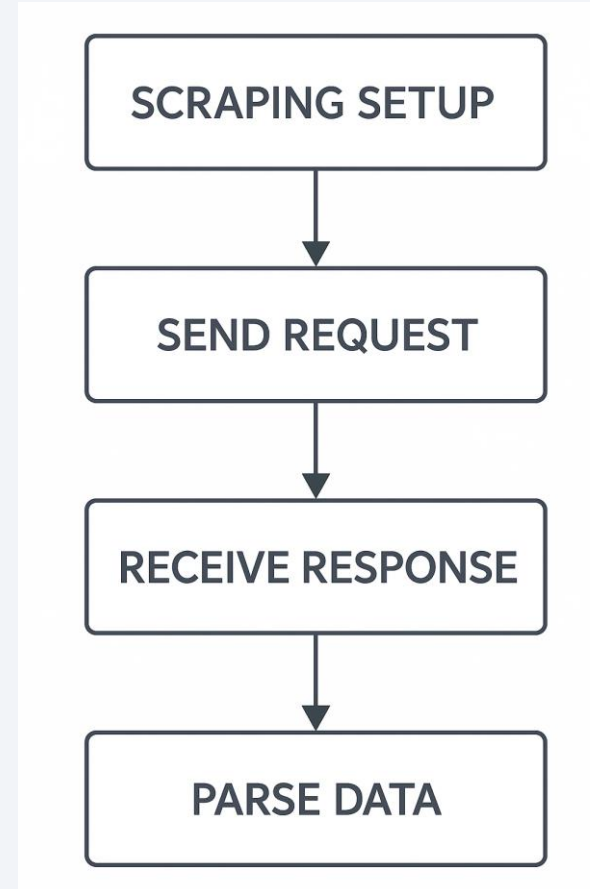 SCRAPING SETUP
SEND REQUEST
RECEIVE RESPONSE
PARSE DATA